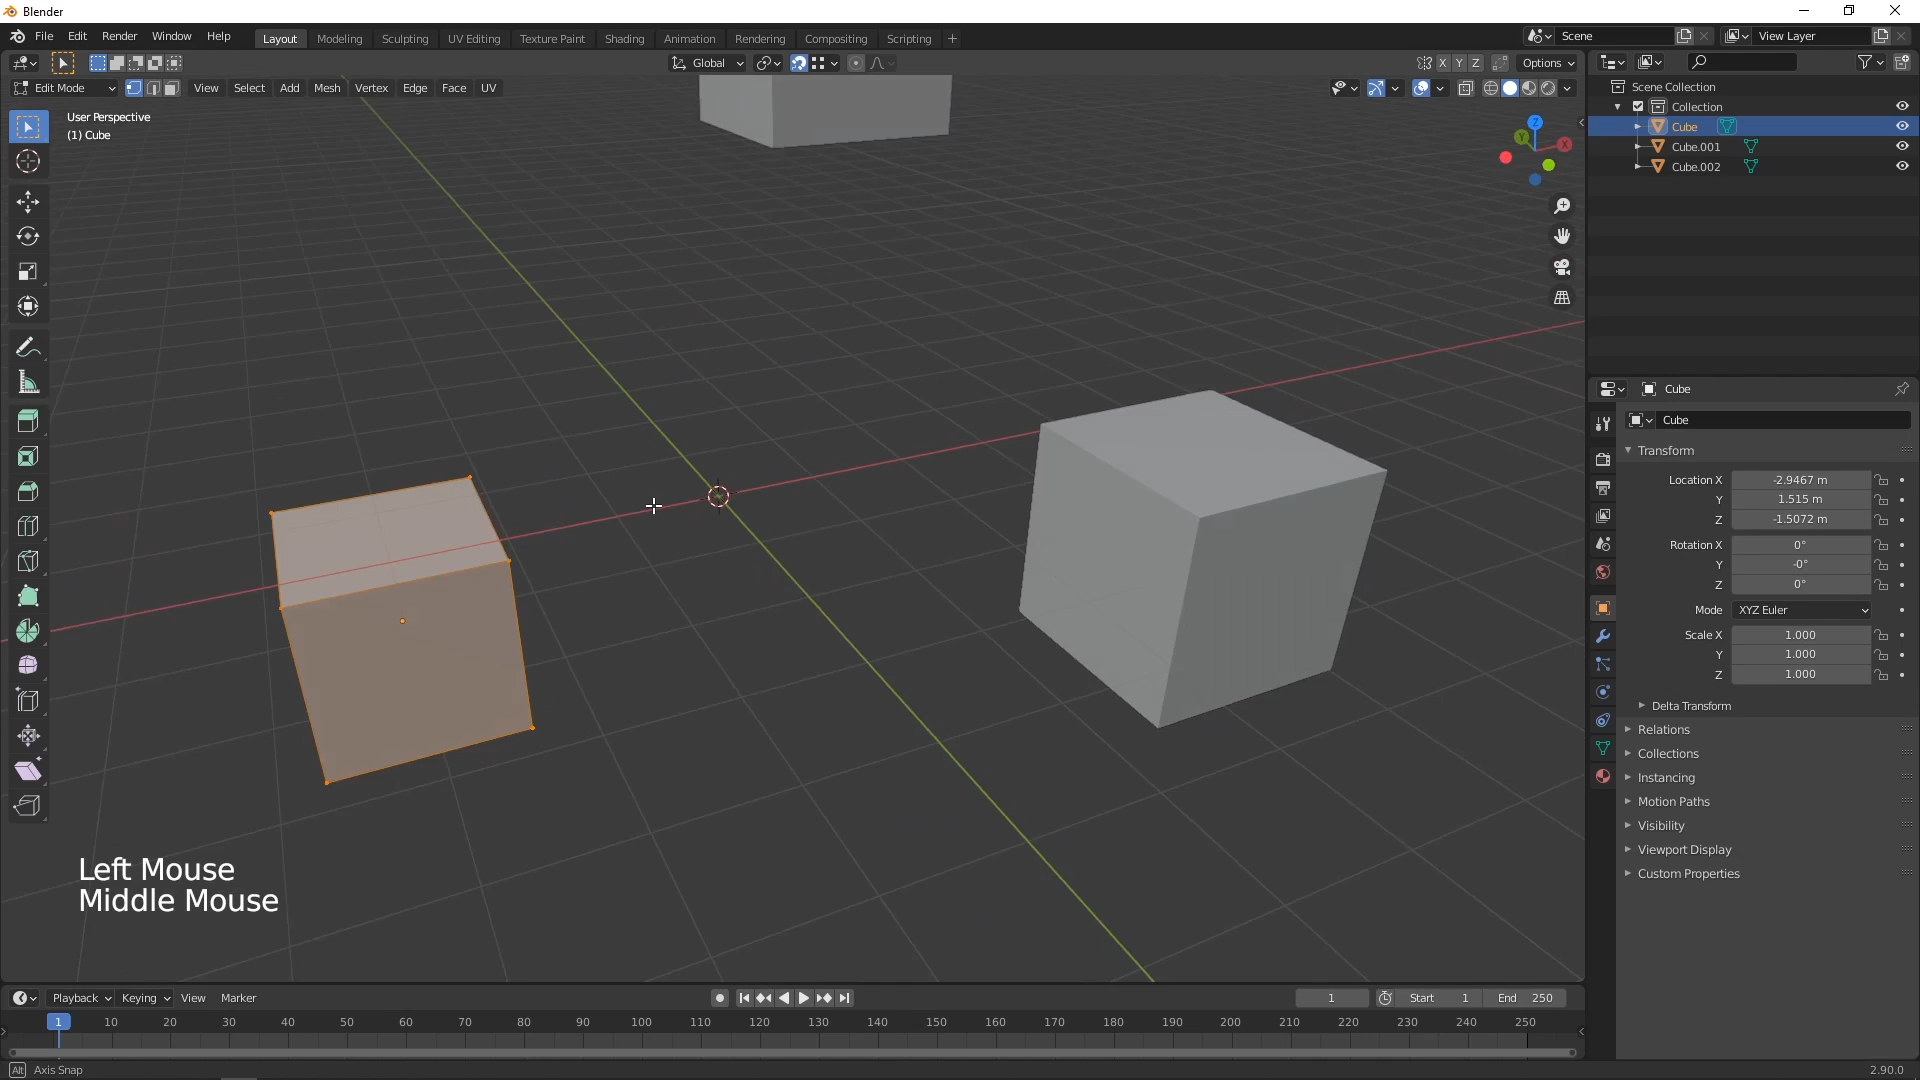 Blender
File Edit Render Window Help
Layout Modeling Sculpting UV Editing Texture Paint Shading Animation Rendering Compositing Scripting +
Scene
View Layer
Global
X Y Z
Options
Edit Mode
View Select Add Mesh Vertex Edge Face UV
User Perspective
(1) Cube
Z
Y
X
Scene Collection
Collection
Cube
Cube.001
Cube.002
Cube
Cube
Transform
Location X -2.9467 m
Y 1.515 m
Z -1.5072 m
Rotation X 0°
Y -0°
Z 0°
Mode XYZ Euler
Scale X 1.000
Y 1.000
Z 1.000
Delta Transform
Relations
Collections
Instancing
Motion Paths
Visibility
Viewport Display
Custom Properties
Left Mouse
Middle Mouse
Playback Keying View Marker
1
Start 1
End 250
1 10 20 30 40 50 60 70 80 90 100 110 120 130 140 150 160 170 180 190 200 210 220 230 240 250
Alt Axis Snap
2.90.0